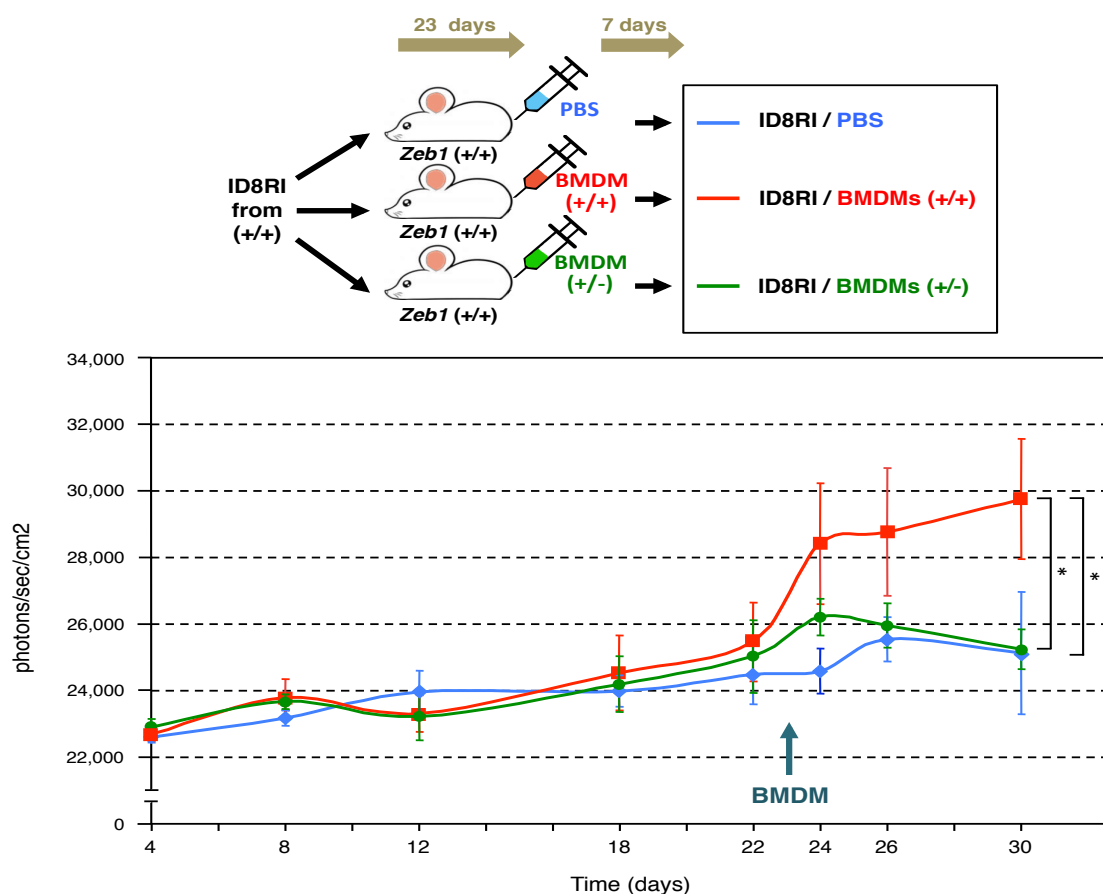 23 days
7 days
PBS
Zeb1 (+/+)
ID8RI
from
(+/+)
BMDM
(+/+)
Zeb1 (+/+)
BMDM
(+/-)
Zeb1 (+/+)
ID8RI / PBS
ID8RI / BMDMs (+/+)
ID8RI / BMDMs (+/-)
photons/sec/cm2
34,000
32,000
30,000
28,000
26,000
24,000
22,000
0
*
*
BMDM
4 8 12 18 22 24 26 30
Time (days)